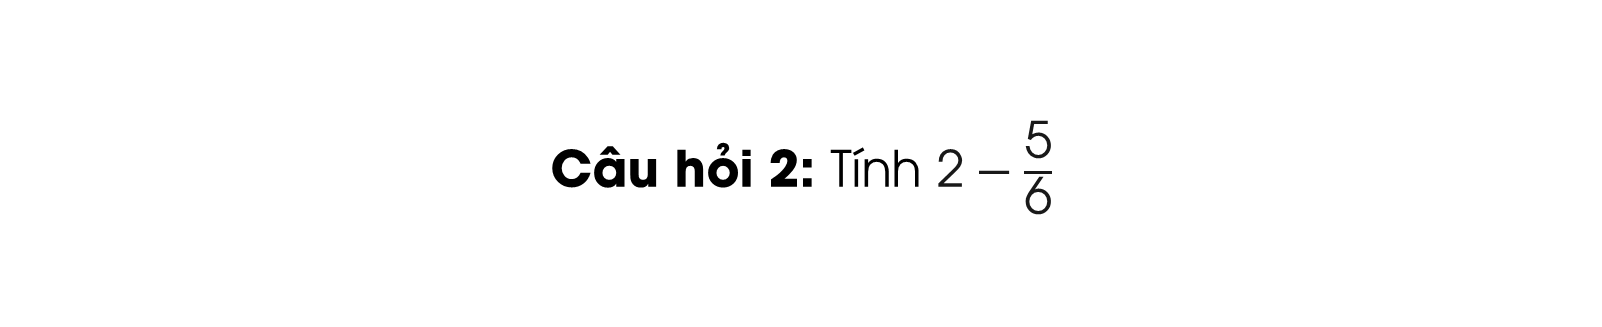 Câu hỏi 2: Tính 2 – 5/6